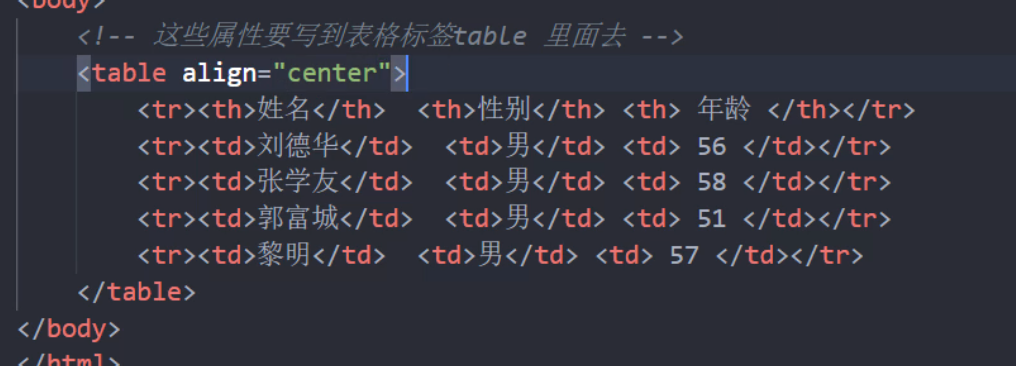 <body>
<!-- 这些属性要写到表格标签table 里面去 -->
<table align="center">
<tr><th>姓名</th>  <th>性别</th> <th> 年龄 </th></tr>
<tr><td>刘德华</td>  <td>男</td> <td> 56 </td></tr>
<tr><td>张学友</td>  <td>男</td> <td> 58 </td></tr>
<tr><td>郭富城</td>  <td>男</td> <td> 51 </td></tr>
<tr><td>黎明</td>  <td>男</td> <td> 57 </td></tr>
</table>
</body>
</html>